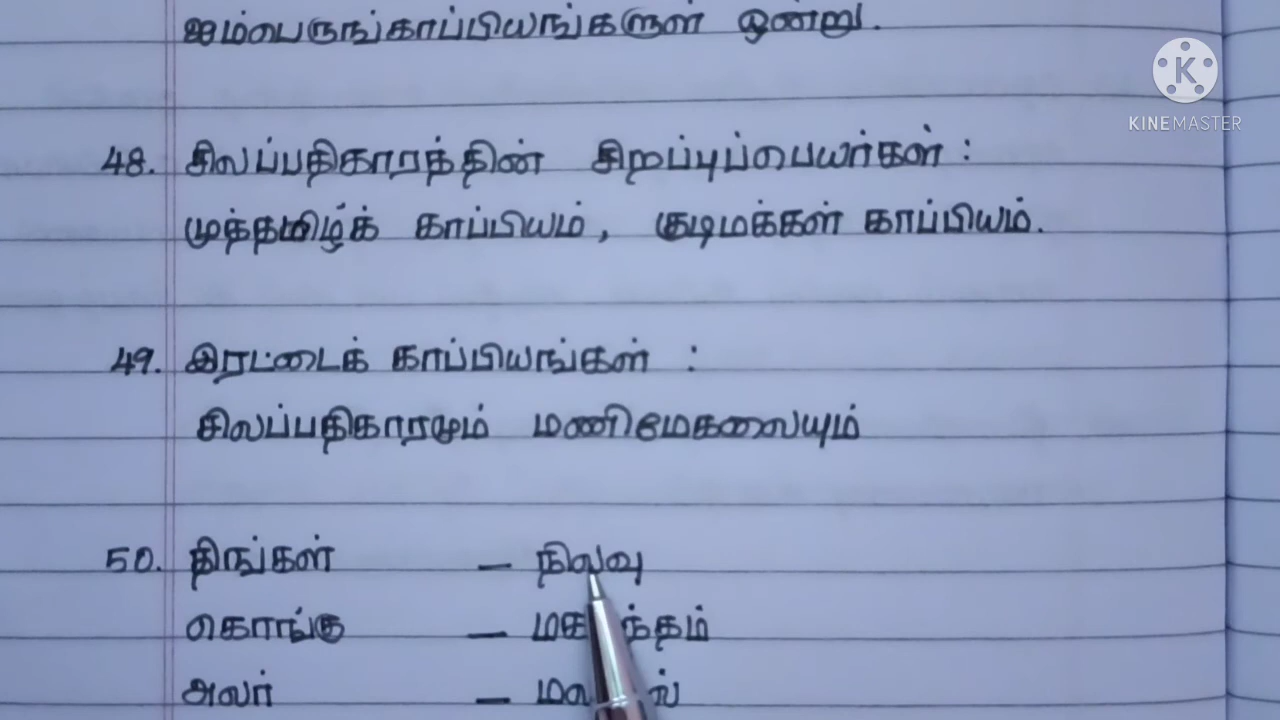 ஐம்பெருங்காப்பியங்களுள் ஒன்று.
K
KINEMASTER
48. சிலப்பதிகாரத்தின் சிறப்புப்பெயர்கள் :
முத்தமிழ்க் காப்பியம், குடிமக்கள் காப்பியம்.
49. இரட்டைக் காப்பியங்கள் :
சிலப்பதிகாரமும் மணிமேகலையும்
50. திங்கள் – நிலவு
கொங்கு –
அலர் –